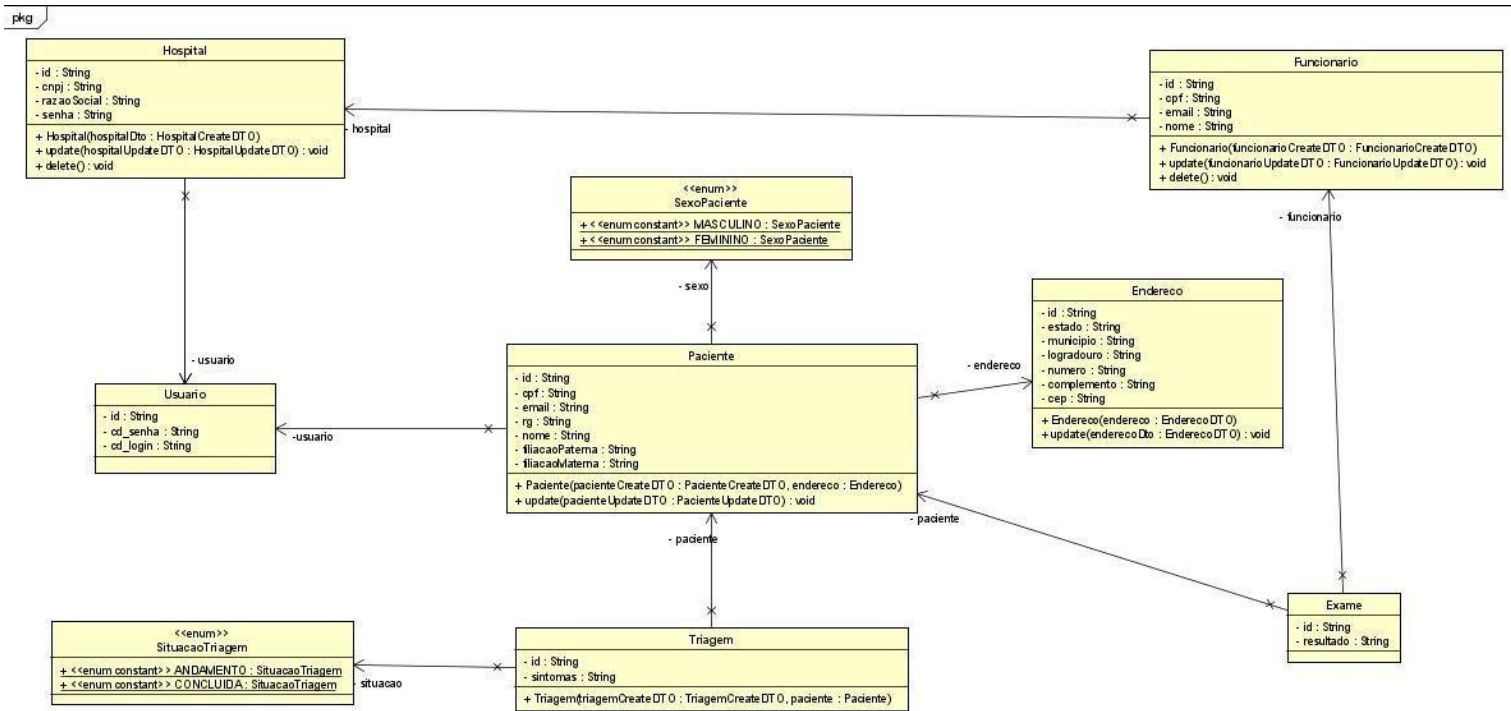 pkg
Hospital
- id : String
- cnpj : String
- razaoSocial : String
- senha : String
+ Hospital(hospitalDto : HospitalCreateDTO)
+ update(hospitalUpdateDTO : HospitalUpdateDTO) : void
+ delete() : void
- hospital
Funcionario
- id : String
- cpf : String
- email : String
- nome : String
+ Funcionario(funcionarioCreateDTO : FuncionarioCreateDTO)
+ update(funcionarioUpdateDTO : FuncionarioUpdateDTO) : void
+ delete() : void
- funcionario
<<enum>>
SexoPaciente
+ <<enum constant>> MASCULINO : SexoPaciente
+ <<enum constant>> FEMININO : SexoPaciente
- sexo
Endereco
- id : String
- estado : String
- municipio : String
- logradouro : String
- numero : String
- complemento : String
- cep : String
+ Endereco(endereco : EnderecoDTO)
+ update(enderecoDto : EnderecoDTO) : void
- endereco
- usuario
Usuario
- id : String
- cd_senha : String
- cd_login : String
-usuario
Paciente
- id : String
- cpf : String
- email : String
- rg : String
- nome : String
- filiacaoPaterna : String
- filiacaoMaterna : String
+ Paciente(pacienteCreateDTO : PacienteCreateDTO, endereco : Endereco)
+ update(pacienteUpdateDTO : PacienteUpdateDTO) : void
- paciente
- paciente
Exame
- id : String
- resultado : String
<<enum>>
SituacaoTriagem
+ <<enum constant>> ANDAMENTO : SituacaoTriagem
+ <<enum constant>> CONCLUIDA : SituacaoTriagem
- situacao
Triagem
- id : String
- sintomas : String
+ Triagem(triagemCreateDTO : TriagemCreateDTO, paciente : Paciente)